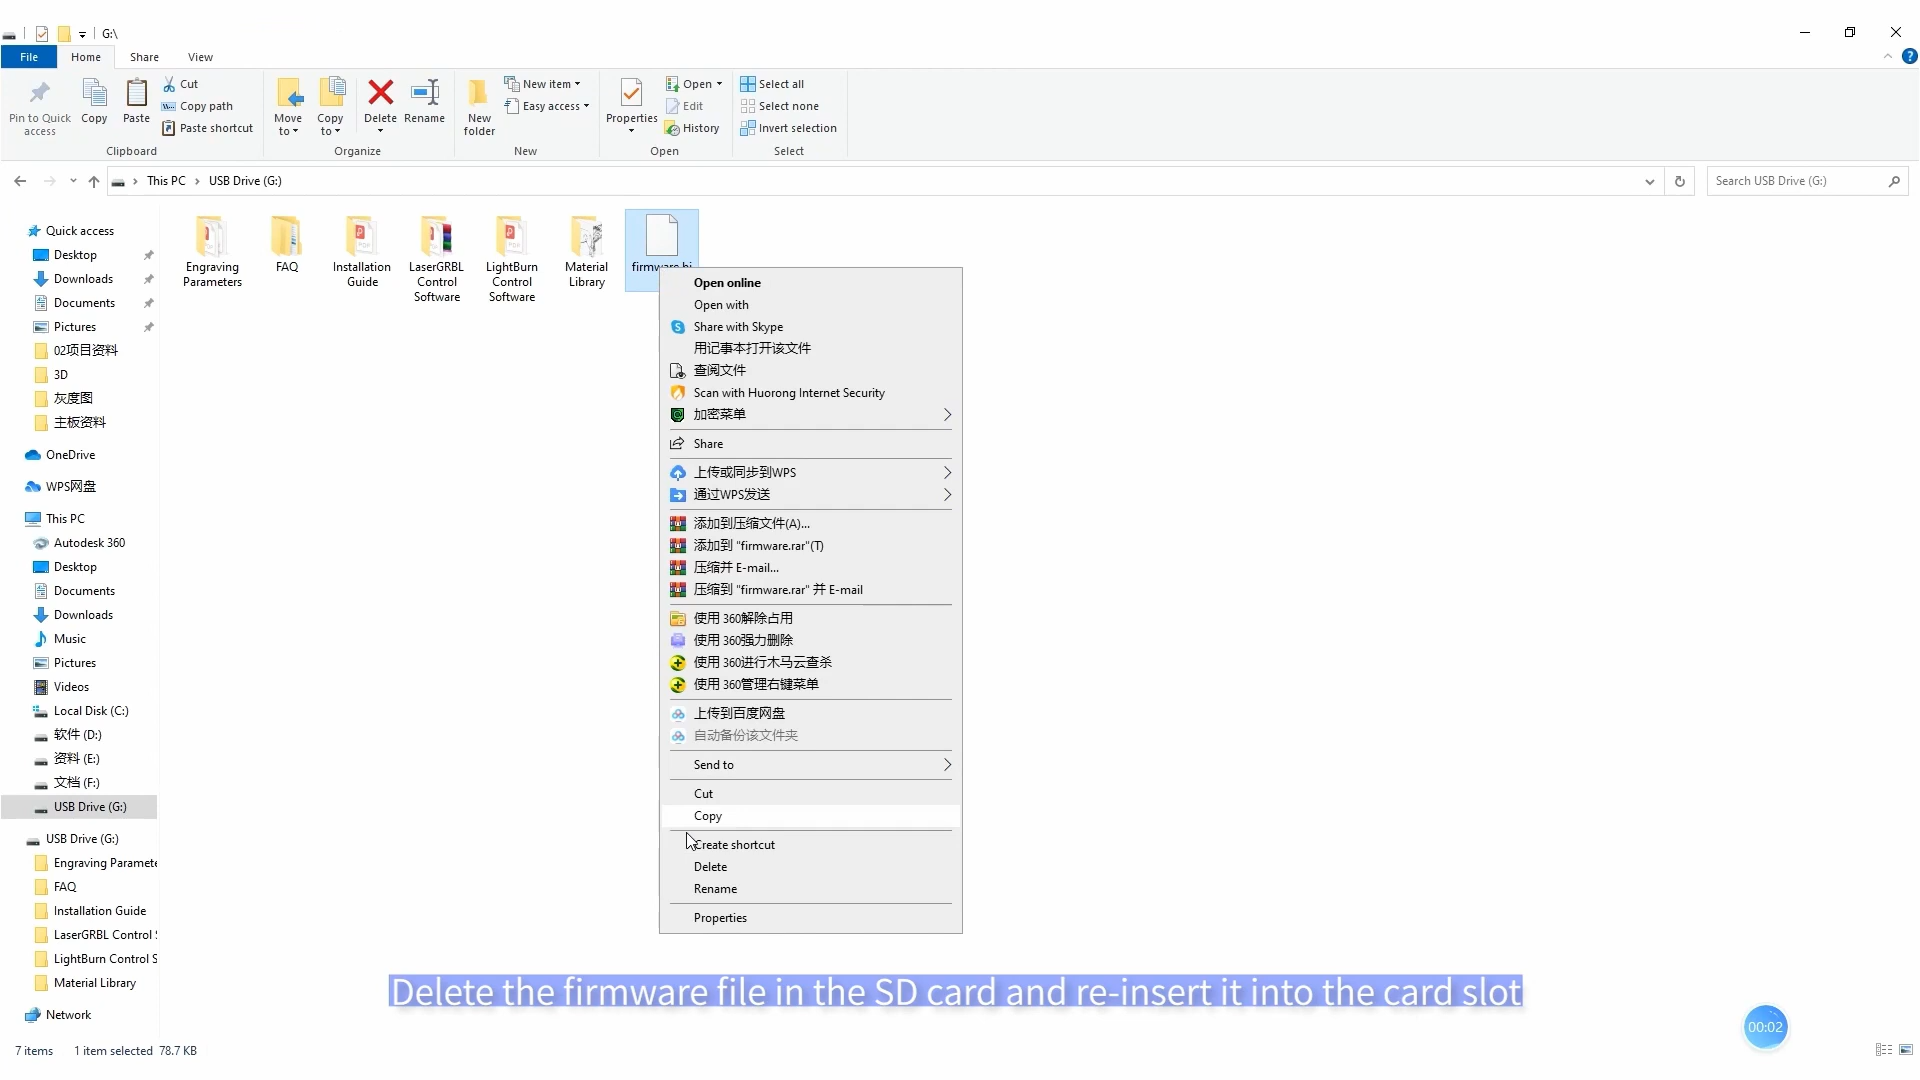 G:\
File Home Share View
Pin to Quick access
Copy
Paste
Cut
Copy path
Paste shortcut
Clipboard
Move to
Copy to
Delete
Rename
Organize
New folder
New item
Easy access
New
Properties
Open
Edit
History
Open
Select all
Select none
Invert selection
Select
This PC › USB Drive (G:)
Search USB Drive (G:)
Quick access
Desktop
Downloads
Documents
Pictures
02项目资料
3D
灰度图
主板资料
OneDrive
WPS网盘
This PC
Autodesk 360
Desktop
Documents
Downloads
Music
Pictures
Videos
Local Disk (C:)
软件 (D:)
资料 (E:)
文档 (F:)
USB Drive (G:)
USB Drive (G:)
Engraving Paramete
FAQ
Installation Guide
LaserGRBL Control S
LightBurn Control S
Material Library
Network
Engraving
Parameters
FAQ
Installation
Guide
LaserGRBL
Control
Software
LightBurn
Control
Software
Material
Library
firmware.bi
Open online
Open with
Share with Skype
用记事本打开该文件
查阅文件
Scan with Huorong Internet Security
加密菜单
Share
上传或同步到WPS
通过WPS发送
添加到压缩文件(A)...
添加到 "firmware.rar"(T)
压缩并 E-mail...
压缩到 "firmware.rar" 并 E-mail
使用 360解除占用
使用 360强力删除
使用 360进行木马云查杀
使用 360管理右键菜单
上传到百度网盘
自动备份该文件夹
Send to
Cut
Copy
Create shortcut
Delete
Rename
Properties
Delete the firmware file in the SD card and re-insert it into the card slot
00:02
7 items 1 item selected 78.7 KB